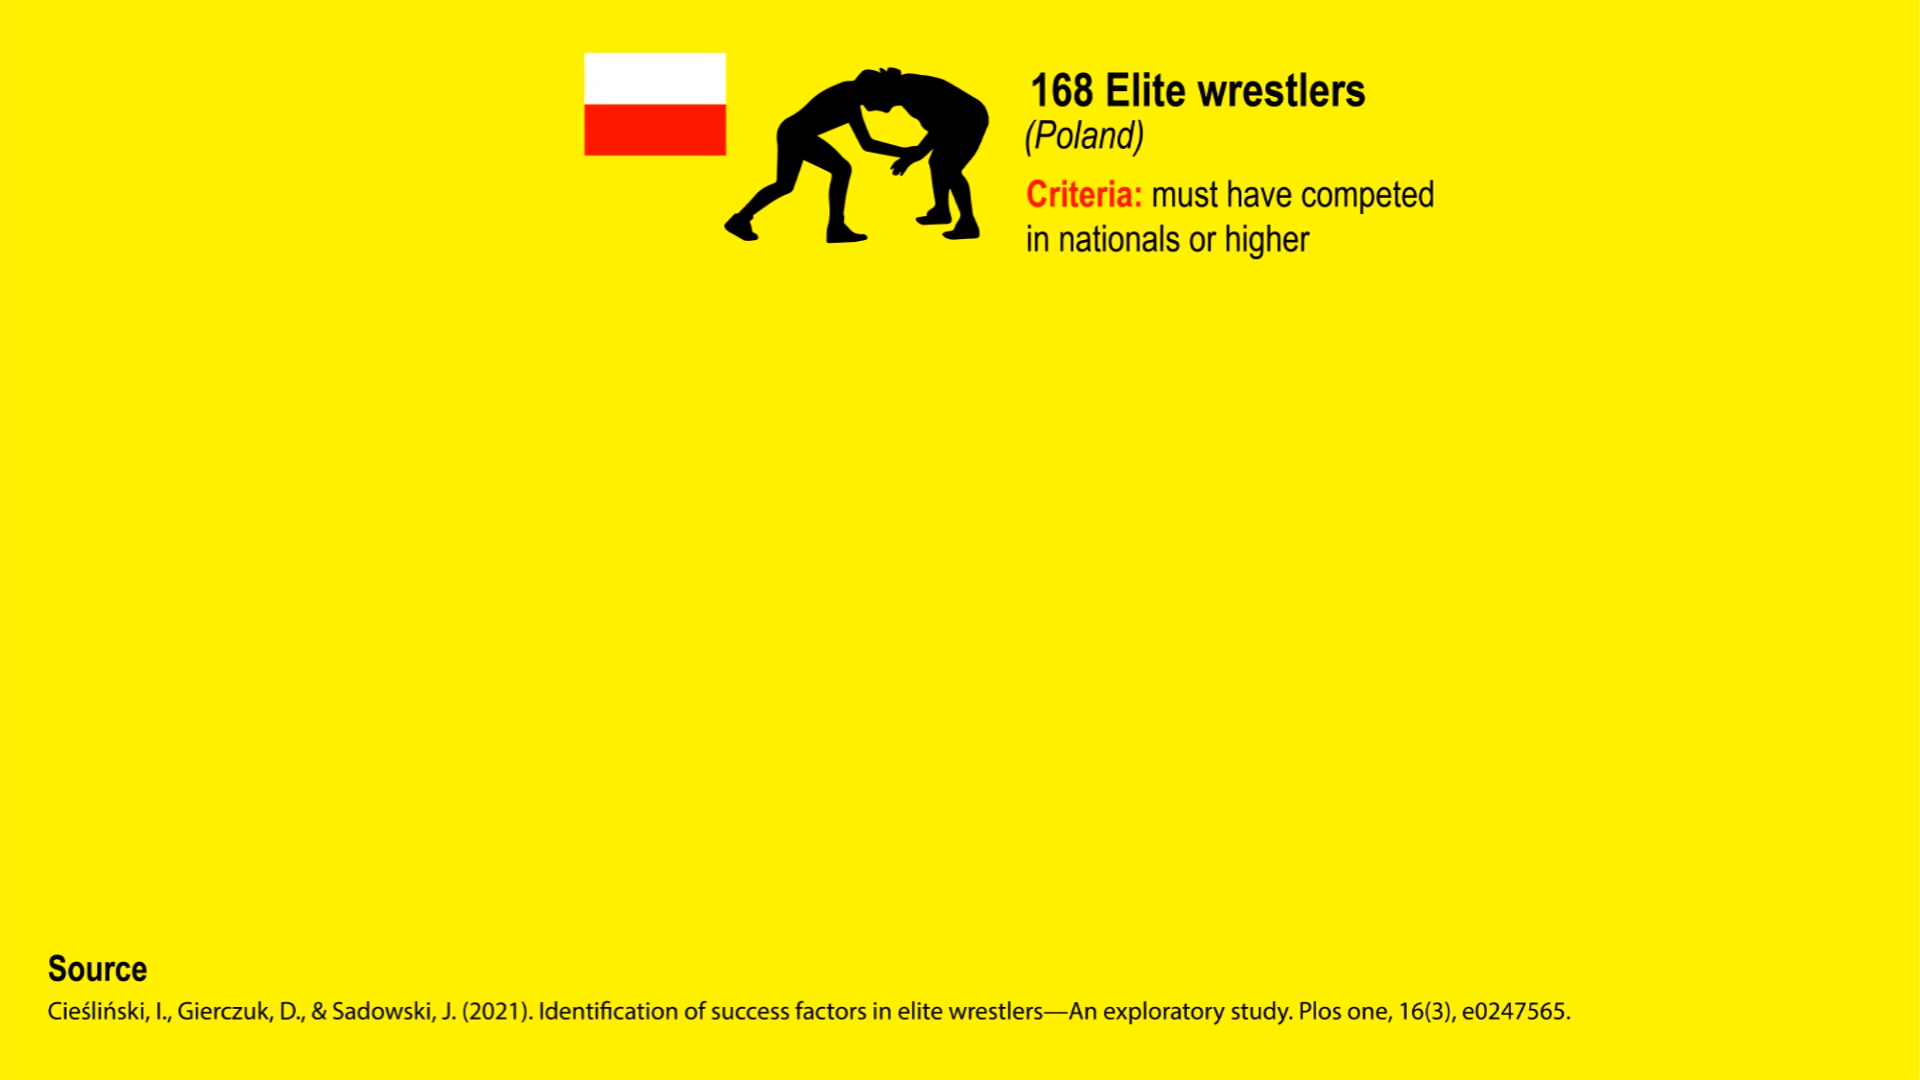 168 Elite wrestlers
(Poland)
Criteria: must have competed
in nationals or higher
Source
Cieśliński, I., Gierczuk, D., & Sadowski, J. (2021). Identification of success factors in elite wrestlers—An exploratory study. Plos one, 16(3), e0247565.